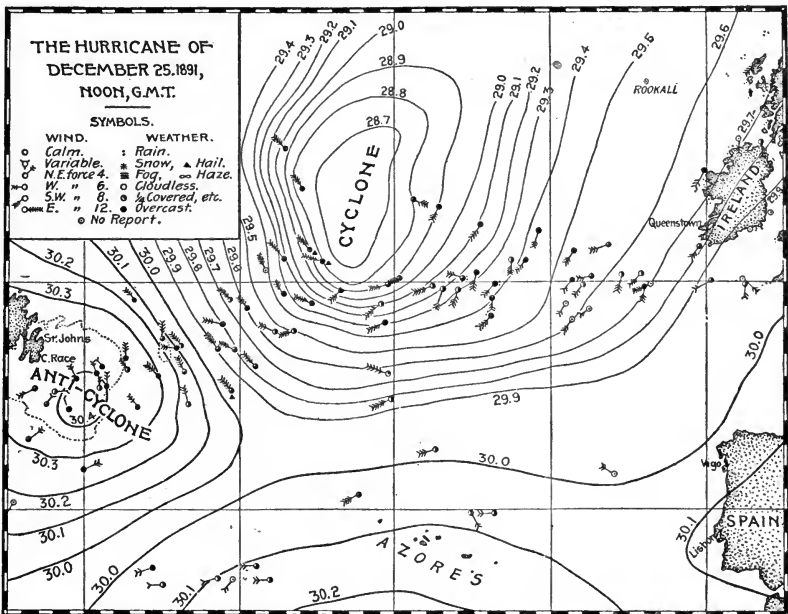 THE HURRICANE OF
DECEMBER 25.1891,
NOON, G.M.T.
SYMBOLS.
WIND. WEATHER.
Calm. Rain.
Variable. Snow, Hail.
N.E. force 4. Fog, Haze.
W. " 6. Cloudless.
S.W. " 8. ½ Covered, etc.
E. " 12. Overcast.
No Report.
29.4
29.3
29.2
29.1
29.0
28.9
28.8
28.7
CYCLONE
29.0
29.1
29.2
29.3
29.4
29.5
29.6
29.7
ROCKALL
IRELAND
Queenstown
30.2
30.1
30.0
29.9
29.8
29.7
29.6
29.5
30.3
St. Johns
C. Race
ANTI-CYCLONE
30.4
30.3
30.2
30.1
30.0
29.9
30.0
30.0
Vigo
SPAIN
Lisbon
30.1
AZORES
30.1
30.2